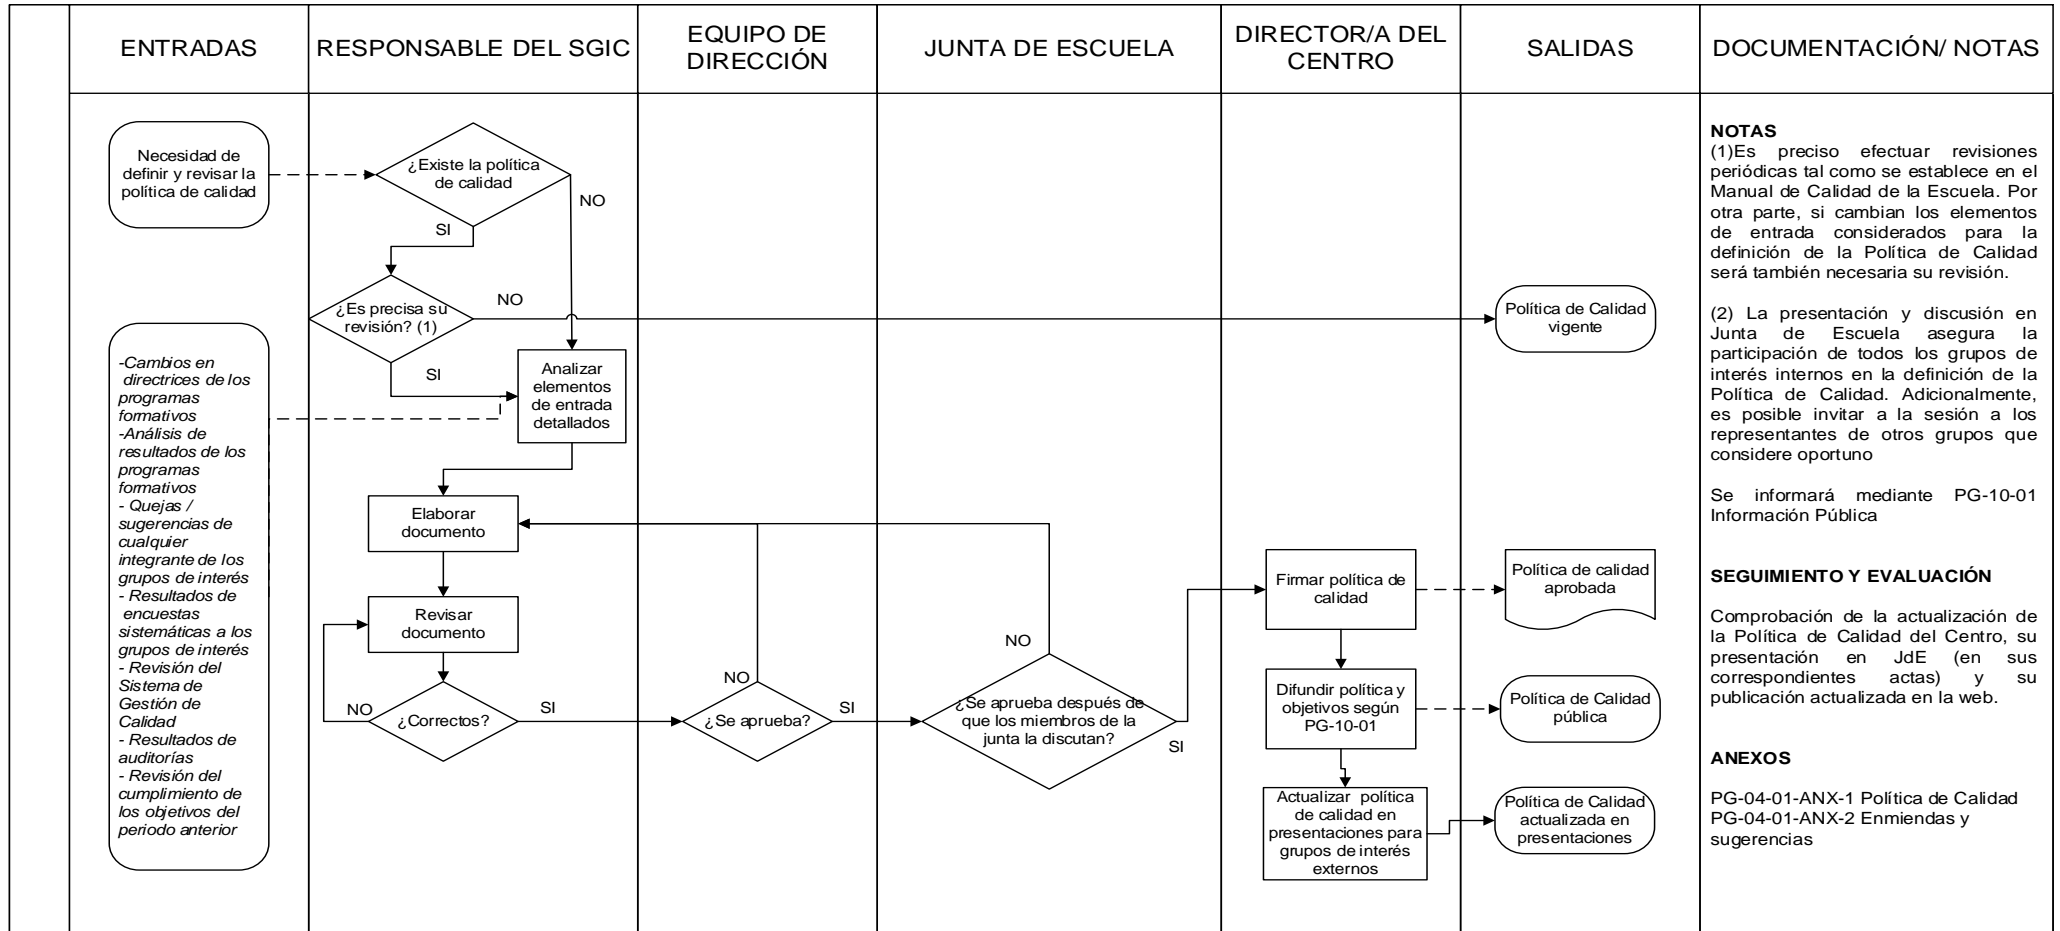 ENTRADAS
RESPONSABLE DEL SGIC
EQUIPO DE
DIRECCIÓN
JUNTA DE ESCUELA
DIRECTOR/A DEL
CENTRO
SALIDAS
DOCUMENTACIÓN/ NOTAS
Necesidad de
definir y revisar la
política de calidad
-Cambios en
directrices de los
programas
formativos
-Análisis de
resultados de los
programas
formativos
- Quejas /
sugerencias de
cualquier
integrante de los
grupos de interés
- Resultados de
encuestas
sistemáticas a los
grupos de interés
- Revisión del
Sistema de
Gestión de
Calidad
- Resultados de
auditorías
- Revisión del
cumplimiento de
los objetivos del
periodo anterior
¿Existe la política
de calidad
NO
SI
¿Es precisa su
revisión? (1)
NO
SI
Analizar
elementos
de entrada
detallados
Elaborar
documento
Revisar
documento
NO
¿Correctos?
SI
NO
¿Se aprueba?
SI
NO
¿Se aprueba después de
que los miembros de la
junta la discutan?
SI
Firmar política de
calidad
Difundir política y
objetivos según
PG-10-01
Actualizar política
de calidad en
presentaciones para
grupos de interés
externos
Política de Calidad
vigente
Política de calidad
aprobada
Política de Calidad
pública
Política de Calidad
actualizada en
presentaciones
NOTAS
(1)Es preciso efectuar revisiones
periódicas tal como se establece en el
Manual de Calidad de la Escuela. Por
otra parte, si cambian los elementos
de entrada considerados para la
definición de la Política de Calidad
será también necesaria su revisión.
(2) La presentación y discusión en
Junta de Escuela asegura la
participación de todos los grupos de
interés internos en la definición de la
Política de Calidad. Adicionalmente,
es posible invitar a la sesión a los
representantes de otros grupos que
considere oportuno
Se informará mediante PG-10-01
Información Pública
SEGUIMIENTO Y EVALUACIÓN
Comprobación de la actualización de
la Política de Calidad del Centro, su
presentación en JdE (en sus
correspondientes actas) y su
publicación actualizada en la web.
ANEXOS
PG-04-01-ANX-1 Política de Calidad
PG-04-01-ANX-2 Enmiendas y
sugerencias